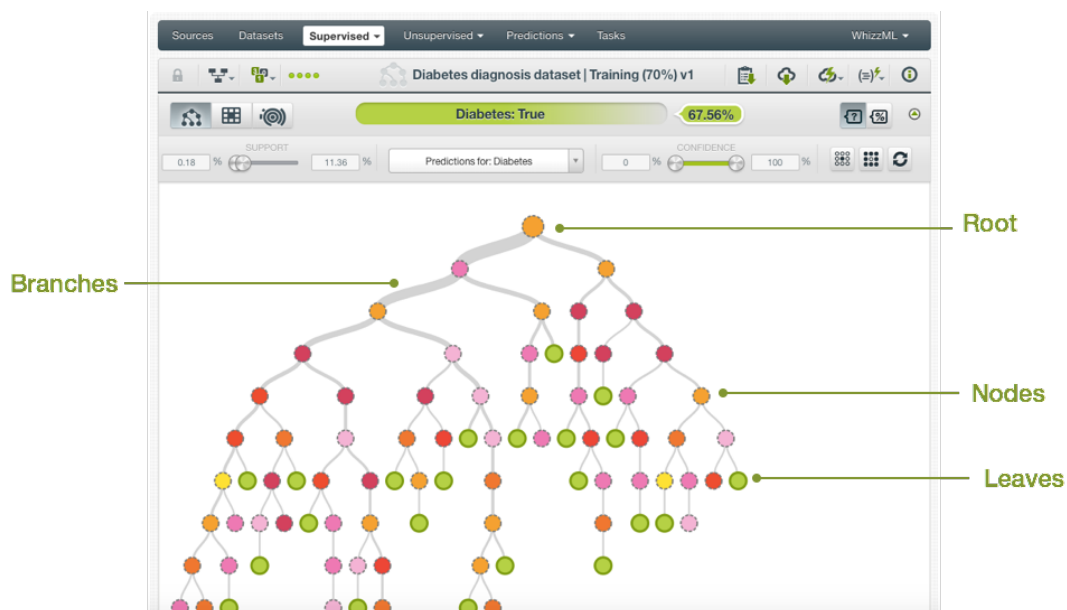 Sources Datasets Supervised Unsupervised Predictions Tasks WhizzML
Diabetes diagnosis dataset | Training (70%) v1
Diabetes: True 67.56%
SUPPORT CONFIDENCE
0.18 % 11.36 % Predictions for: Diabetes 0 % 100 %
Root
Branches
Nodes
Leaves